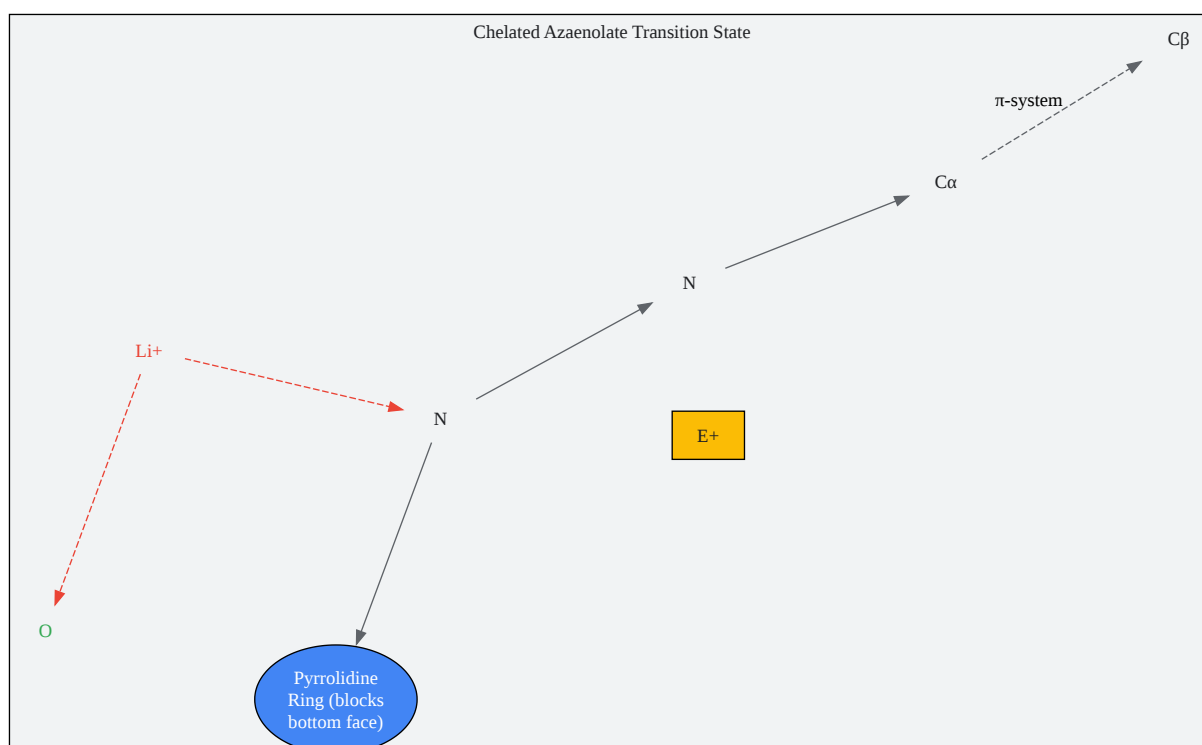 Chelated Azaenolate Transition State
Cβ
π-system
Cα
N
Li+
N
E+
O
Pyrrolidine
Ring (blocks
bottom face)